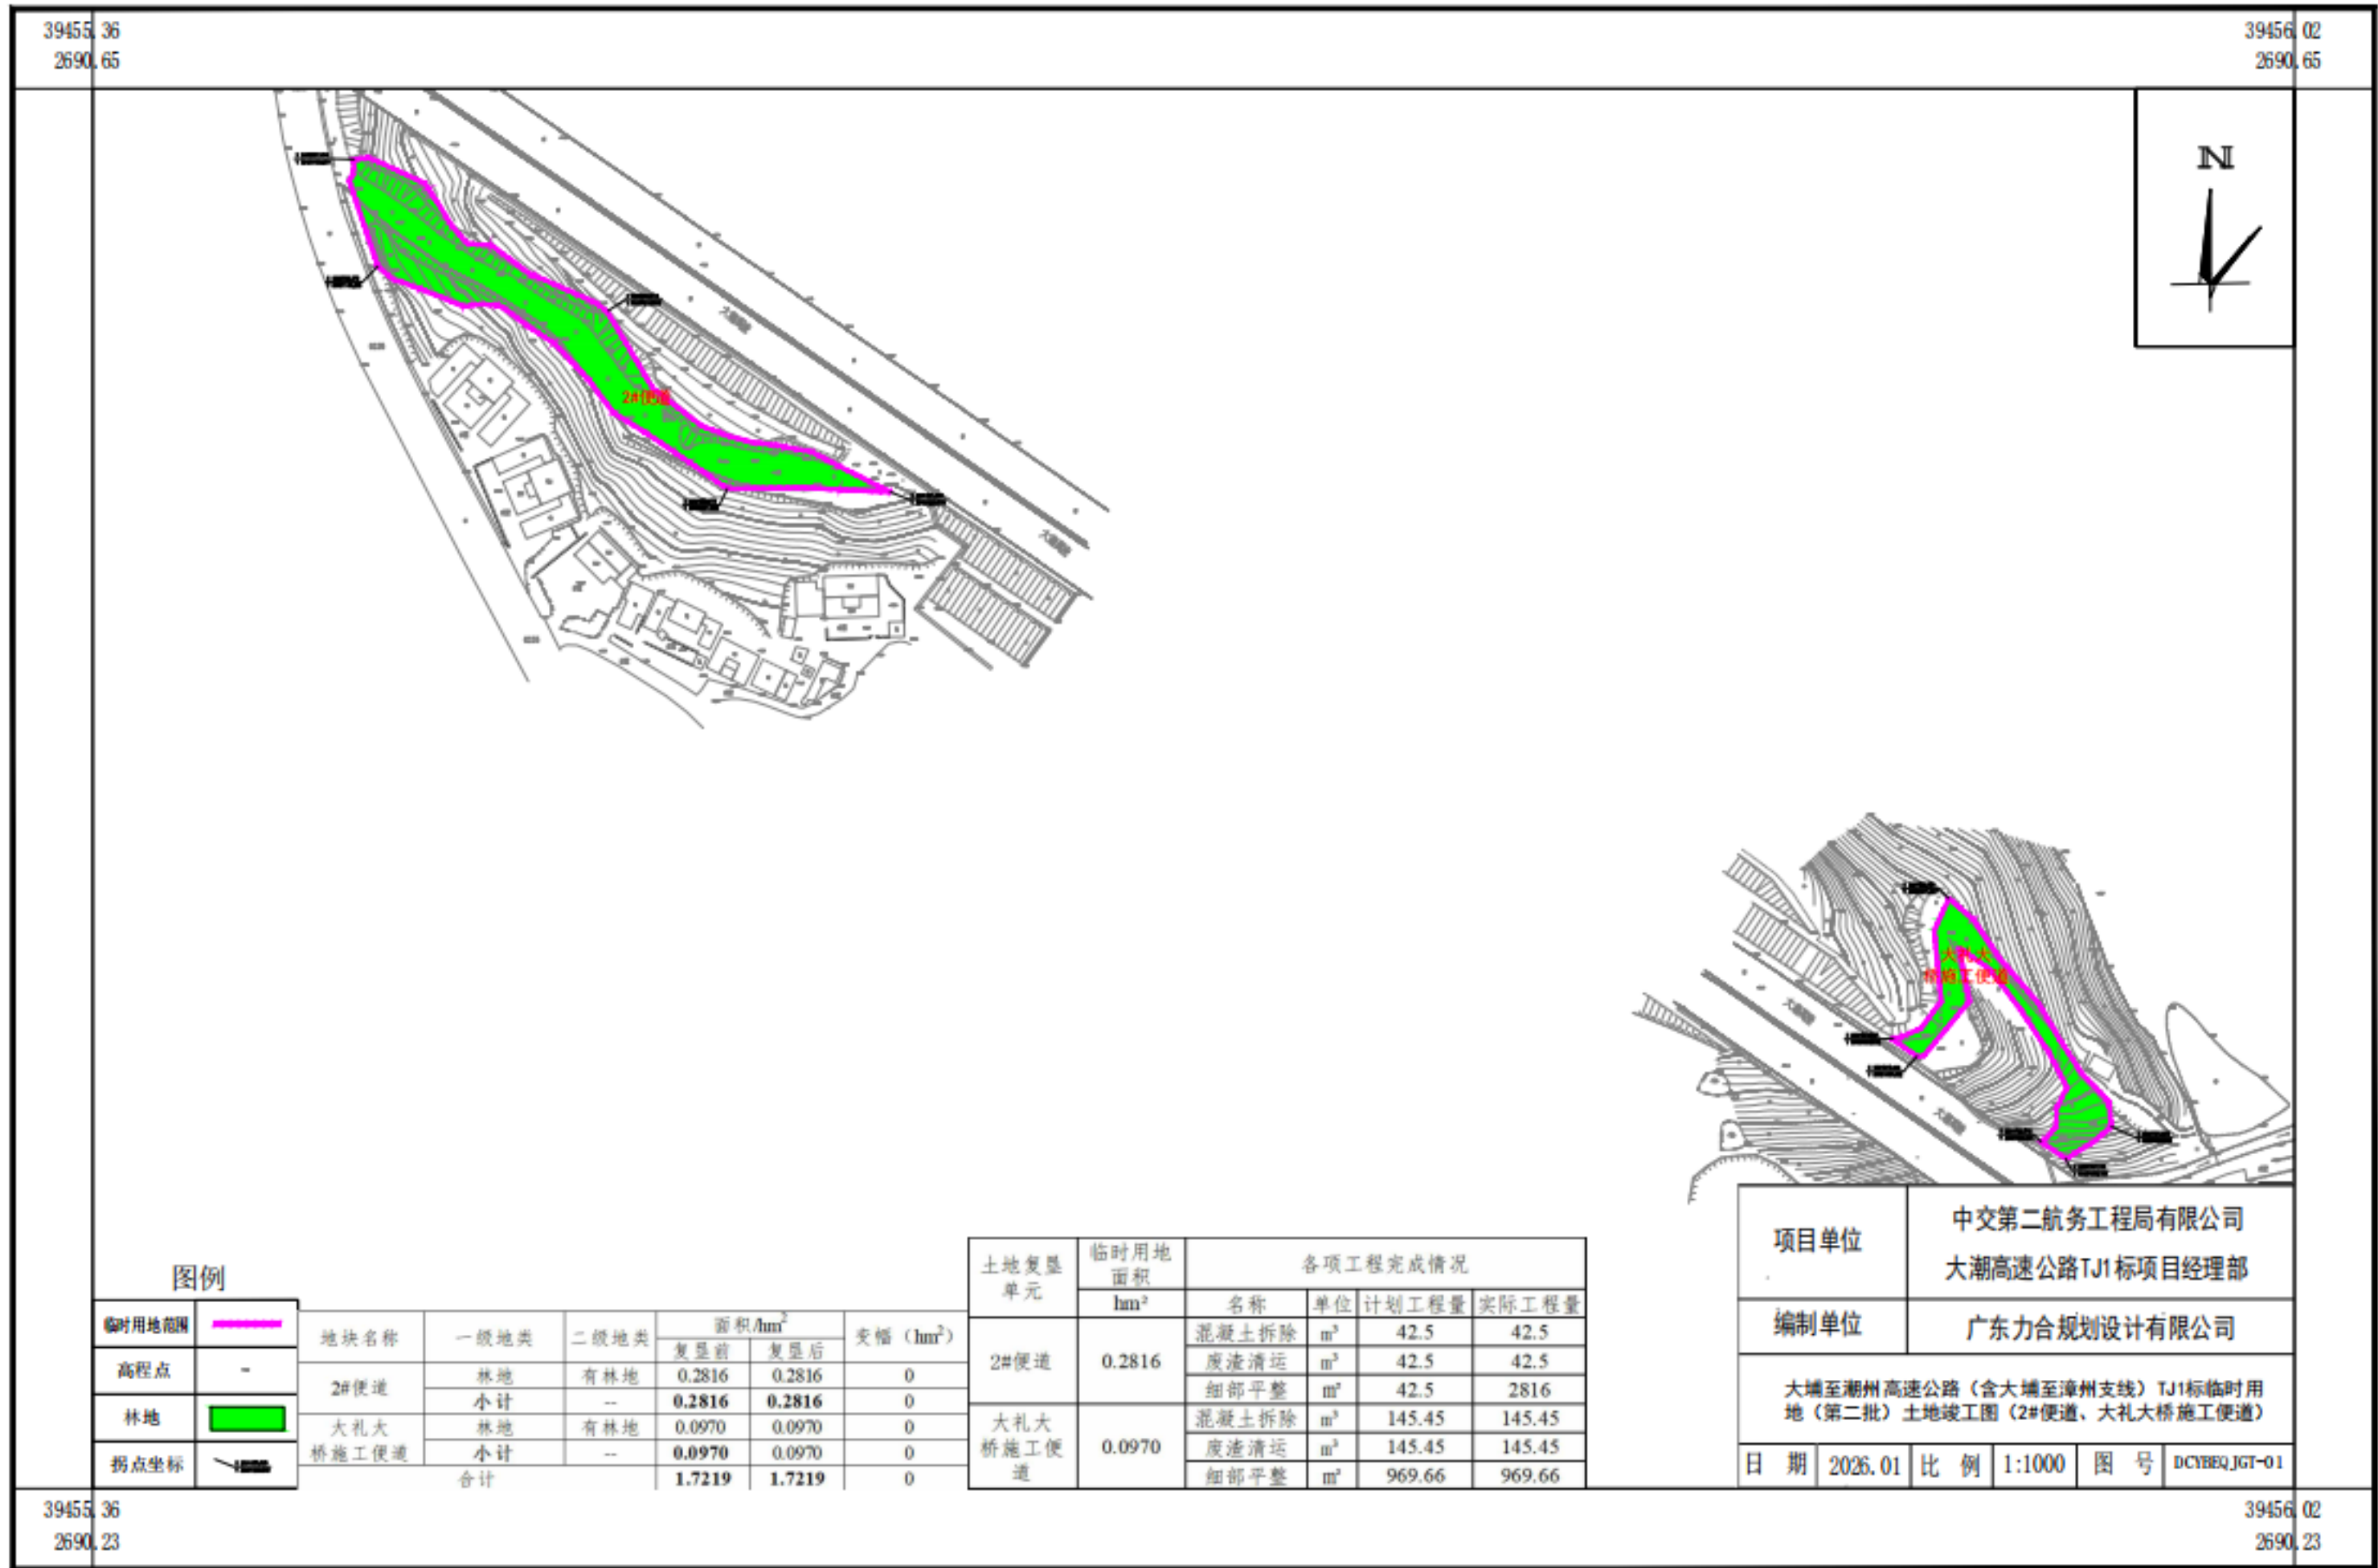 39455.36
2690.65
39456.02
2690.65
N
2#便道
大礼大
桥施工便道
图例
临时用地范围
高程点
林地
拐点坐标
地块名称 一级地类 二级地类 面积/hm² 变幅（hm²）
复垦前 复垦后
2#便道 林地 有林地 0.2816 0.2816 0
小计 -- 0.2816 0.2816 0
大礼大桥施工便道 林地 有林地 0.0970 0.0970 0
小计 -- 0.0970 0.0970 0
合计 1.7219 1.7219 0
土地复垦单元 临时用地面积 各项工程完成情况
hm² 名称 单位 计划工程量 实际工程量
2#便道 0.2816 混凝土拆除 m³ 42.5 42.5
废渣清运 m³ 42.5 42.5
细部平整 m² 42.5 2816
大礼大桥施工便道 0.0970 混凝土拆除 m³ 145.45 145.45
废渣清运 m³ 145.45 145.45
细部平整 m² 969.66 969.66
项目单位
中交第二航务工程局有限公司
大潮高速公路TJ1标项目经理部
编制单位
广东力合规划设计有限公司
大埔至潮州高速公路（含大埔至漳州支线）TJ1标临时用
地（第二批）土地竣工图（2#便道、大礼大桥施工便道）
日 期 2026.01 比 例 1:1000 图 号 DCYBEQJGT-01
39455.36
2690.23
39456.02
2690.23